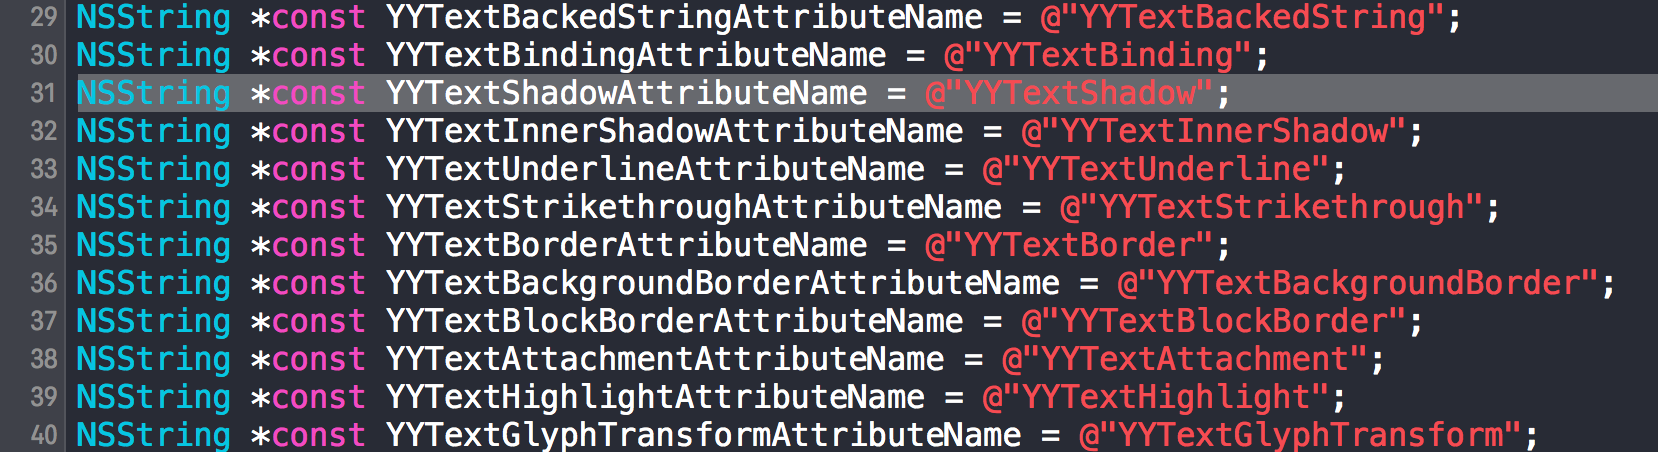 29 NSString *const YYTextBackedStringAttributeName = @"YYTextBackedString";
30 NSString *const YYTextBindingAttributeName = @"YYTextBinding";
31 NSString *const YYTextShadowAttributeName = @"YYTextShadow";
32 NSString *const YYTextInnerShadowAttributeName = @"YYTextInnerShadow";
33 NSString *const YYTextUnderlineAttributeName = @"YYTextUnderline";
34 NSString *const YYTextStrikethroughAttributeName = @"YYTextStrikethrough";
35 NSString *const YYTextBorderAttributeName = @"YYTextBorder";
36 NSString *const YYTextBackgroundBorderAttributeName = @"YYTextBackgroundBorder";
37 NSString *const YYTextBlockBorderAttributeName = @"YYTextBlockBorder";
38 NSString *const YYTextAttachmentAttributeName = @"YYTextAttachment";
39 NSString *const YYTextHighlightAttributeName = @"YYTextHighlight";
40 NSString *const YYTextGlyphTransformAttributeName = @"YYTextGlyphTransform";